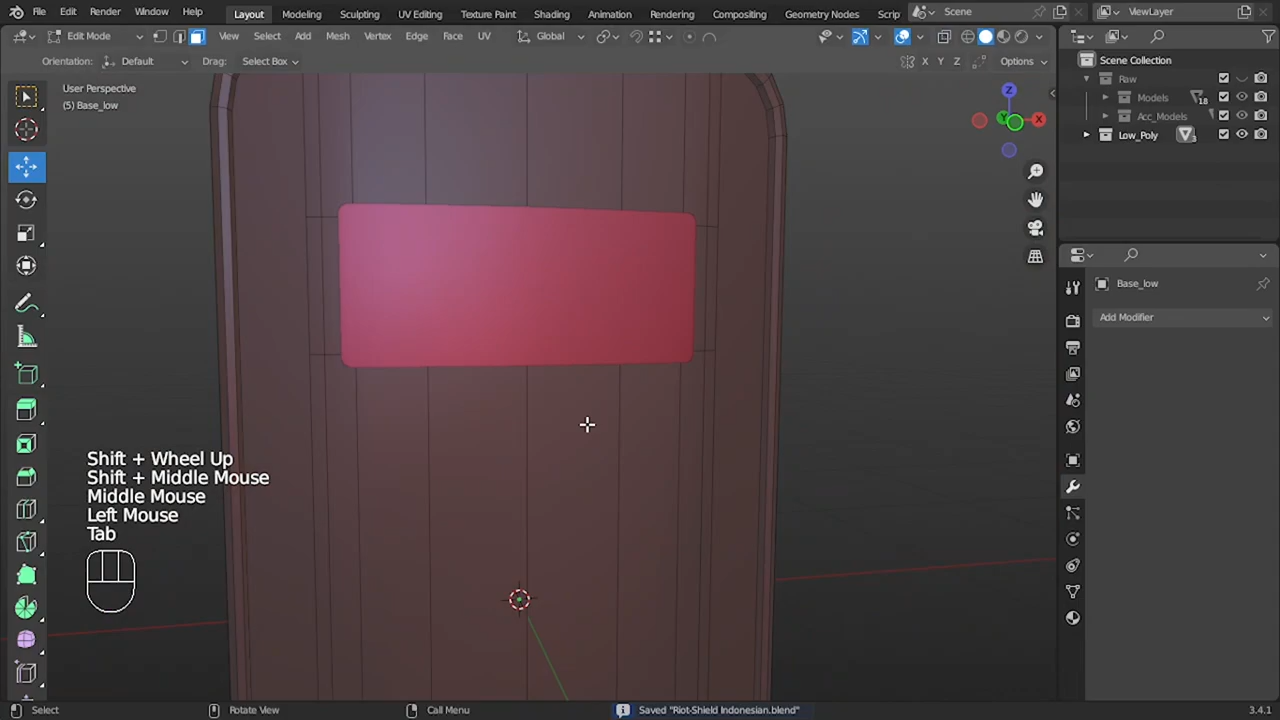 File Edit Render Window Help Layout Modeling Sculpting UV Editing Texture Paint Shading Animation Rendering Compositing Geometry Nodes Scrip Scene ViewLayer
Edit Mode View Select Add Mesh Vertex Edge Face UV Global
Orientation: Default Drag: Select Box X Y Z Options
User Perspective
(5) Base_low
Z
Y
X
Shift + Wheel Up
Shift + Middle Mouse
Middle Mouse
Left Mouse
Tab
Scene Collection
Raw
Models 18
Acc_Models
Low_Poly 3
Base_low
Add Modifier
Select Rotate View Call Menu Saved "Riot-Shield Indonesian.blend" 3.4.1